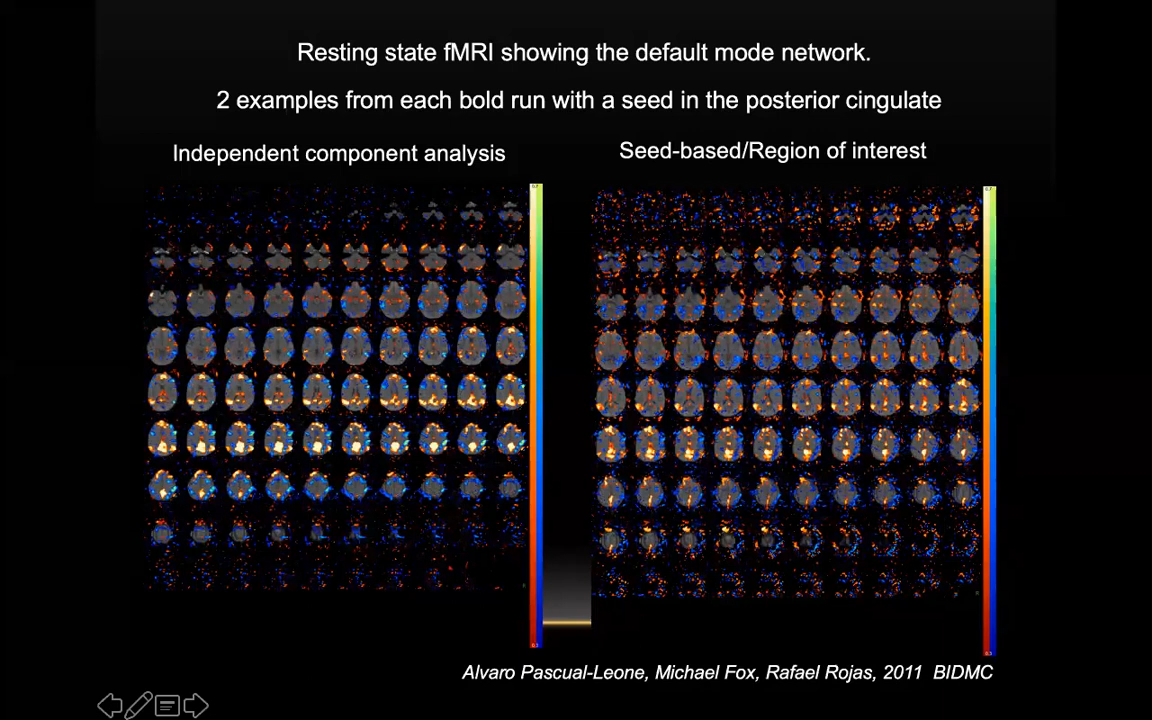 Resting state fMRI showing the default mode network.
2 examples from each bold run with a seed in the posterior cingulate
Independent component analysis
Seed-based/Region of interest
Alvaro Pascual-Leone, Michael Fox, Rafael Rojas, 2011 BIDMC